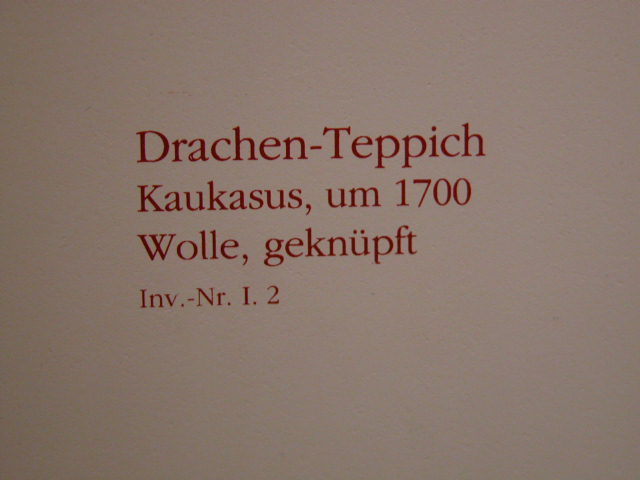 Drachen-Teppich
Kaukasus, um 1700
Wolle, geknüpft
Inv.-Nr. I. 2